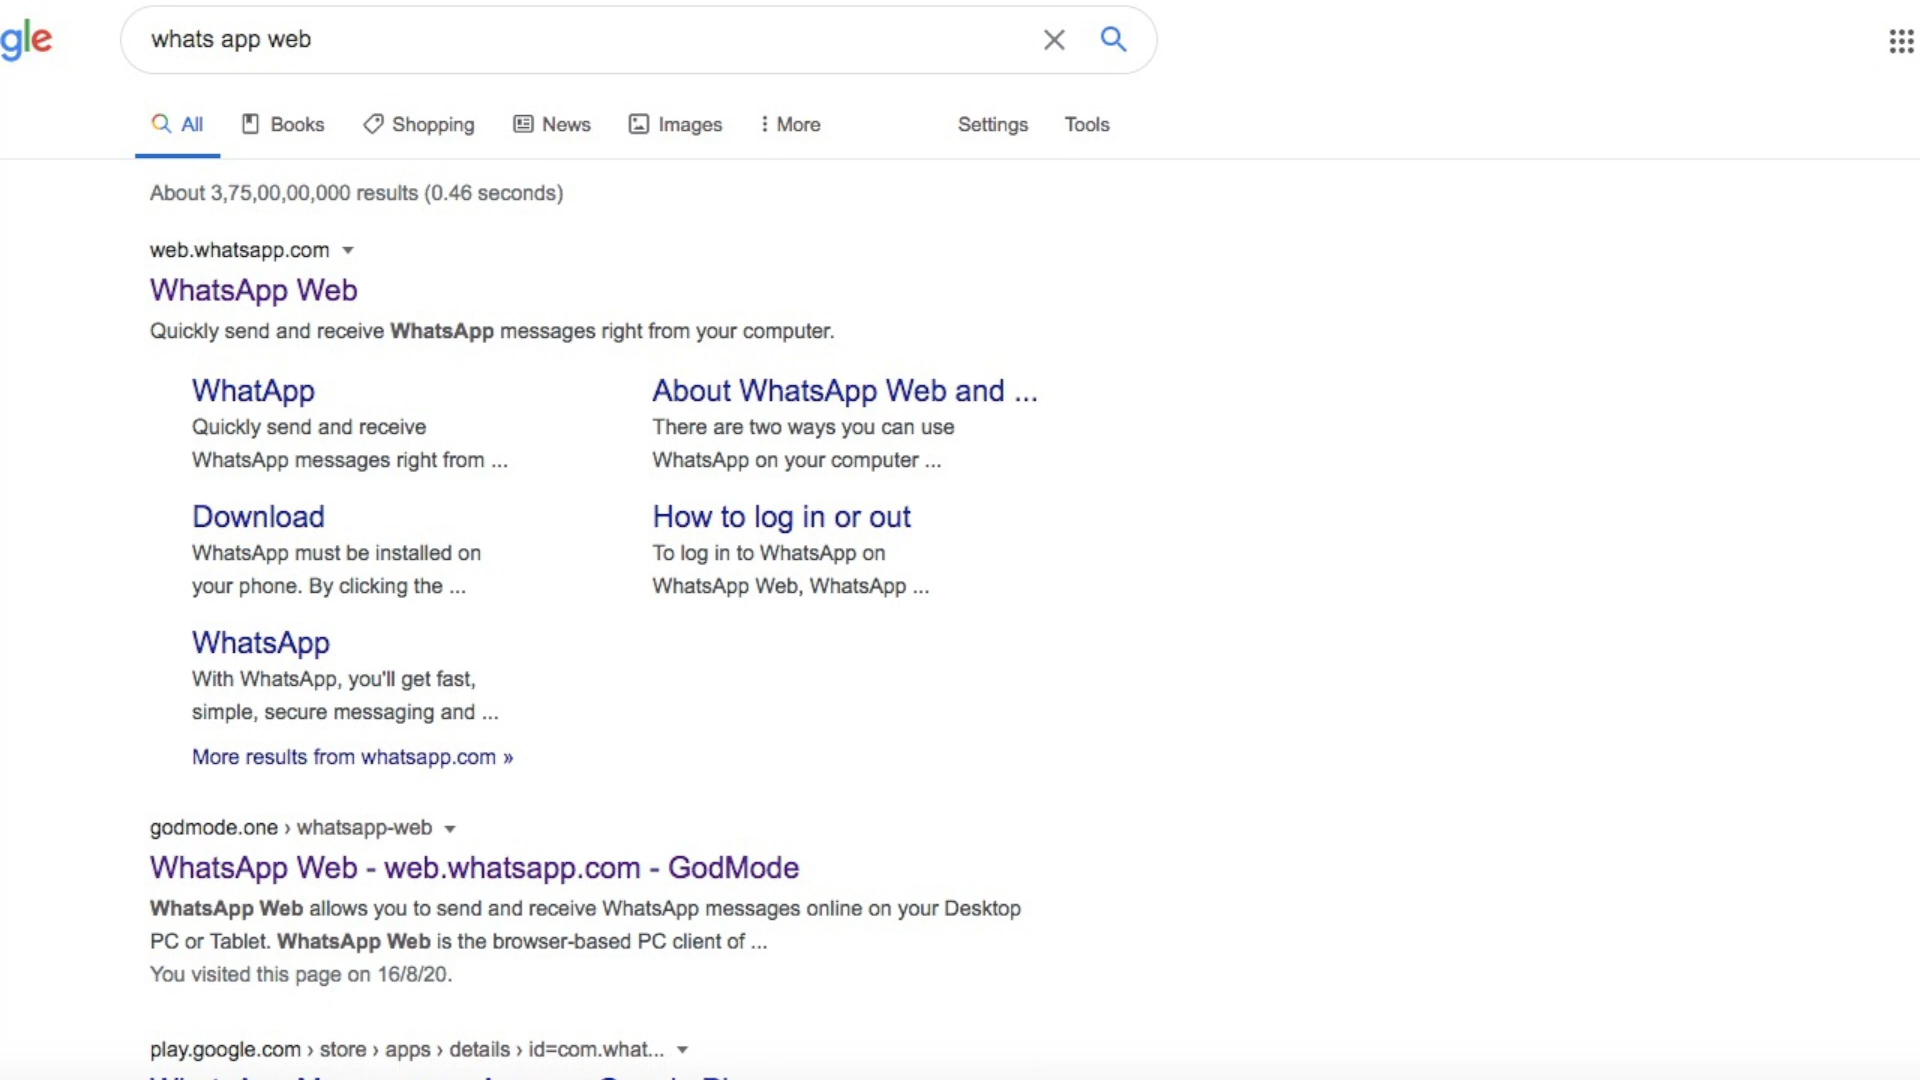 gle
whats app web
All Books Shopping News Images More Settings Tools
About 3,75,00,00,000 results (0.46 seconds)
web.whatsapp.com
WhatsApp Web
Quickly send and receive WhatsApp messages right from your computer.
WhatApp
Quickly send and receive
WhatsApp messages right from ...
About WhatsApp Web and ...
There are two ways you can use
WhatsApp on your computer ...
Download
WhatsApp must be installed on
your phone. By clicking the ...
How to log in or out
To log in to WhatsApp on
WhatsApp Web, WhatsApp ...
WhatsApp
With WhatsApp, you'll get fast,
simple, secure messaging and ...
More results from whatsapp.com »
godmode.one › whatsapp-web
WhatsApp Web - web.whatsapp.com - GodMode
WhatsApp Web allows you to send and receive WhatsApp messages online on your Desktop
PC or Tablet. WhatsApp Web is the browser-based PC client of ...
You visited this page on 16/8/20.
play.google.com › store › apps › details › id=com.what...